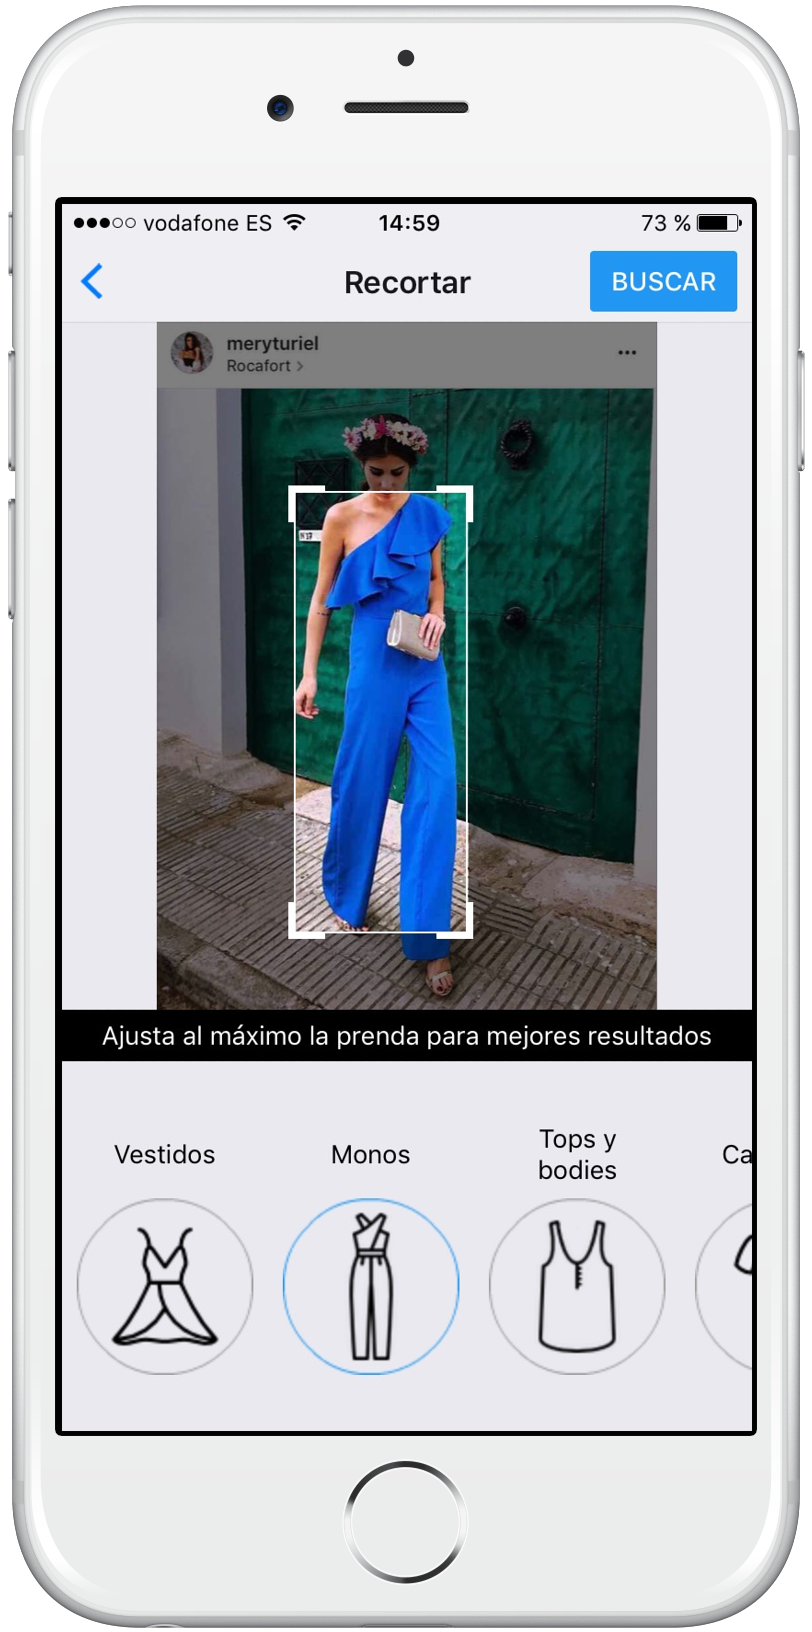 vodafone ES 14:59 73 %
Recortar BUSCAR
meryturiel
Rocafort >
Ajusta al máximo la prenda para mejores resultados
Vestidos Monos Tops y bodies Ca